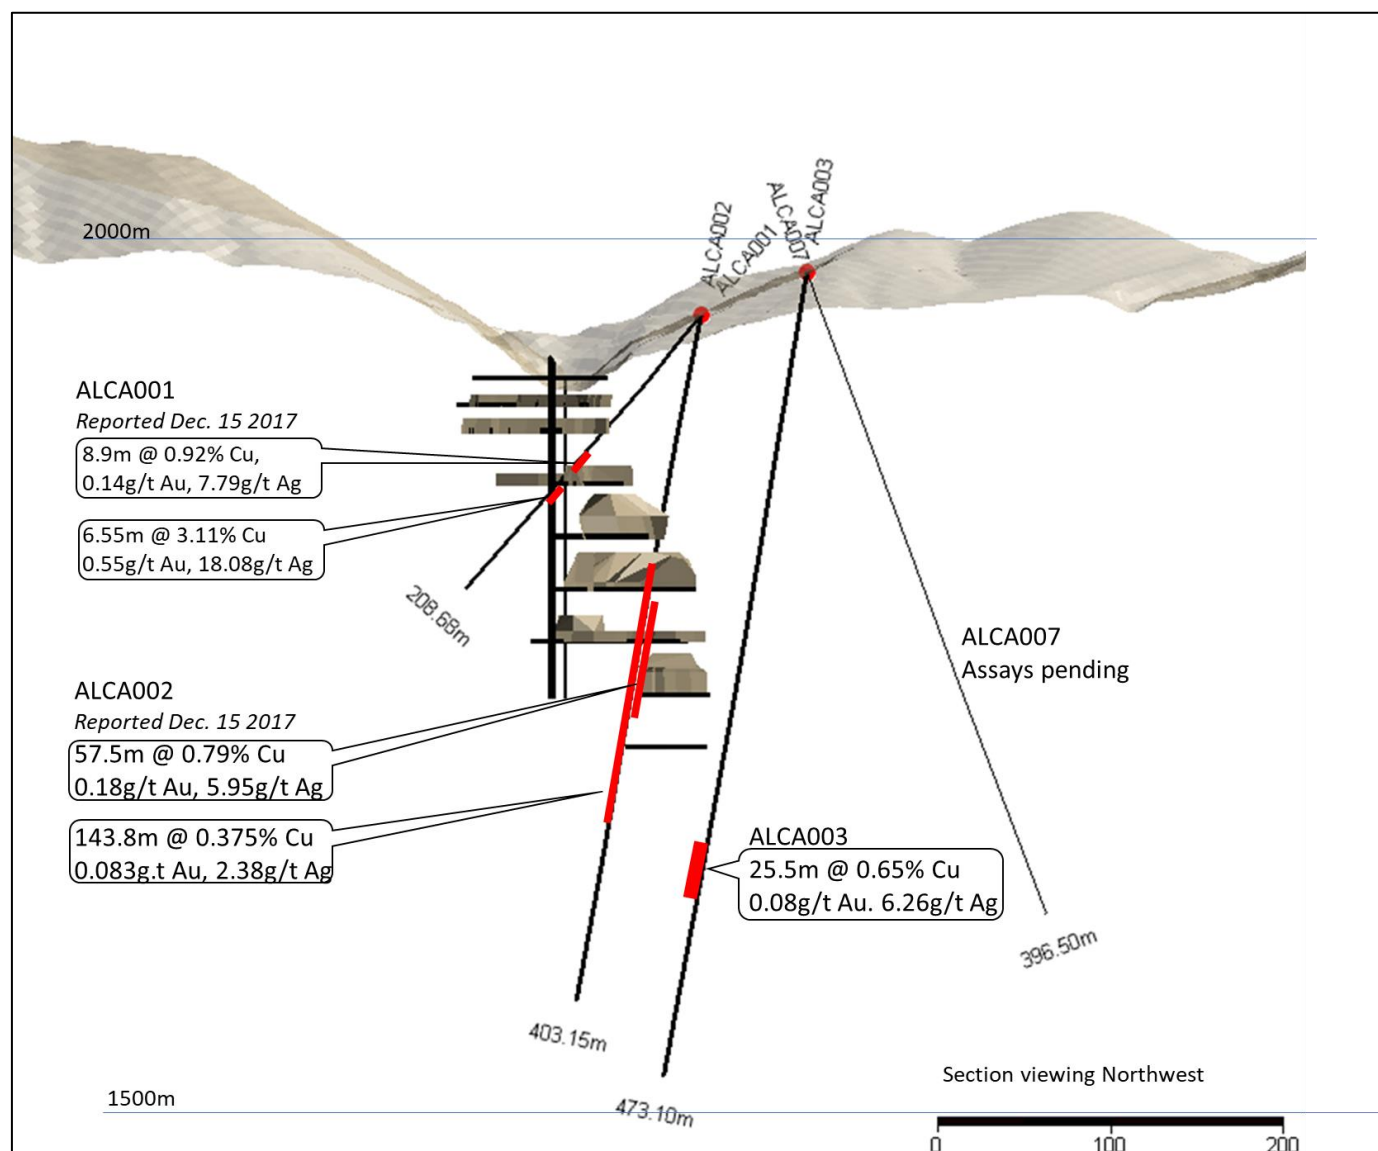 2000m
ALCA002
ALCA001
ALCA007
ALCA003
ALCA001
Reported Dec. 15 2017
8.9m @ 0.92% Cu,
0.14g/t Au, 7.79g/t Ag
6.55m @ 3.11% Cu
0.55g/t Au, 18.08g/t Ag
208.68m
ALCA007
Assays pending
ALCA002
Reported Dec. 15 2017
57.5m @ 0.79% Cu
0.18g/t Au, 5.95g/t Ag
143.8m @ 0.375% Cu
0.083g.t Au, 2.38g/t Ag
ALCA003
25.5m @ 0.65% Cu
0.08g/t Au. 6.26g/t Ag
396.50m
403.15m
473.10m
Section viewing Northwest
1500m
0 100 200